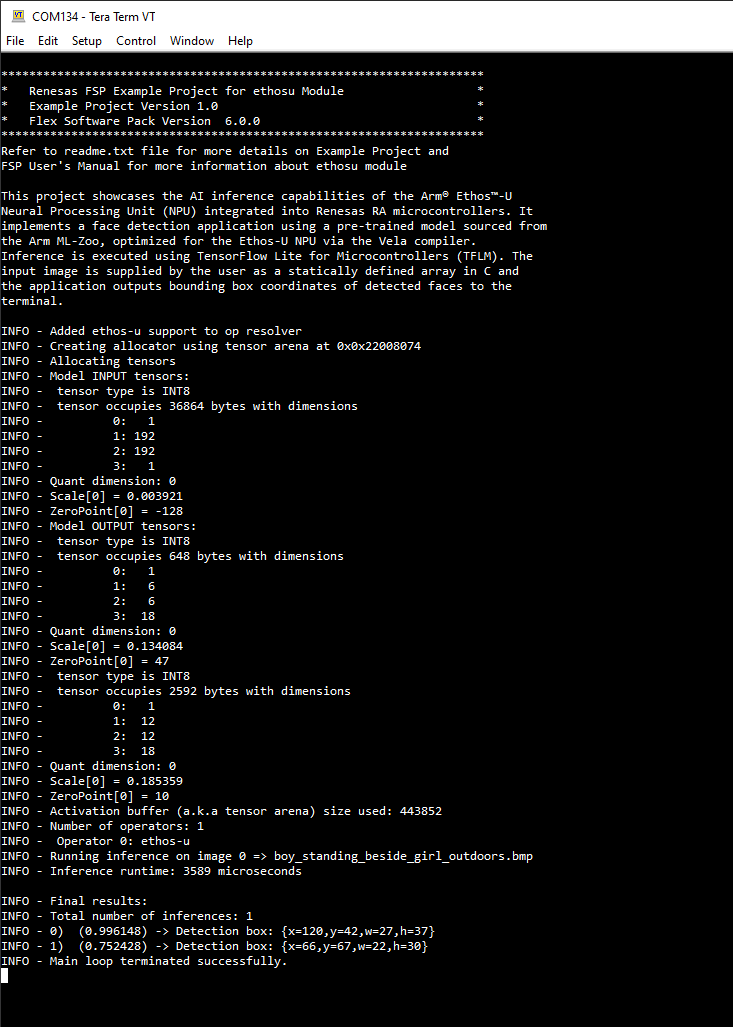 COM134 - Tera Term VT
File Edit Setup Control Window Help
*********************************************************************
*   Renesas FSP Example Project for ethosu Module                   *
*   Example Project Version 1.0                                     *
*   Flex Software Pack Version  6.0.0                               *
*********************************************************************
Refer to readme.txt file for more details on Example Project and
FSP User's Manual for more information about ethosu module
This project showcases the AI inference capabilities of the Arm® Ethos™-U
Neural Processing Unit (NPU) integrated into Renesas RA microcontrollers. It
implements a face detection application using a pre-trained model sourced from
the Arm ML-Zoo, optimized for the Ethos-U NPU via the Vela compiler.
Inference is executed using TensorFlow Lite for Microcontrollers (TFLM). The
input image is supplied by the user as a statically defined array in C and
the application outputs bounding box coordinates of detected faces to the
terminal.
INFO - Added ethos-u support to op resolver
INFO - Creating allocator using tensor arena at 0x0x22008074
INFO - Allocating tensors
INFO - Model INPUT tensors:
INFO -  tensor type is INT8
INFO -  tensor occupies 36864 bytes with dimensions
INFO -          0:   1
INFO -          1: 192
INFO -          2: 192
INFO -          3:   1
INFO - Quant dimension: 0
INFO - Scale[0] = 0.003921
INFO - ZeroPoint[0] = -128
INFO - Model OUTPUT tensors:
INFO -  tensor type is INT8
INFO -  tensor occupies 648 bytes with dimensions
INFO -          0:   1
INFO -          1:   6
INFO -          2:   6
INFO -          3:  18
INFO - Quant dimension: 0
INFO - Scale[0] = 0.134084
INFO - ZeroPoint[0] = 47
INFO -  tensor type is INT8
INFO -  tensor occupies 2592 bytes with dimensions
INFO -          0:   1
INFO -          1:  12
INFO -          2:  12
INFO -          3:  18
INFO - Quant dimension: 0
INFO - Scale[0] = 0.185359
INFO - ZeroPoint[0] = 10
INFO - Activation buffer (a.k.a tensor arena) size used: 443852
INFO - Number of operators: 1
INFO -  Operator 0: ethos-u
INFO - Running inference on image 0 => boy_standing_beside_girl_outdoors.bmp
INFO - Inference runtime: 3589 microseconds
INFO - Final results:
INFO - Total number of inferences: 1
INFO - 0)  (0.996148) -> Detection box: {x=120,y=42,w=27,h=37}
INFO - 1)  (0.752428) -> Detection box: {x=66,y=67,w=22,h=30}
INFO - Main loop terminated successfully.